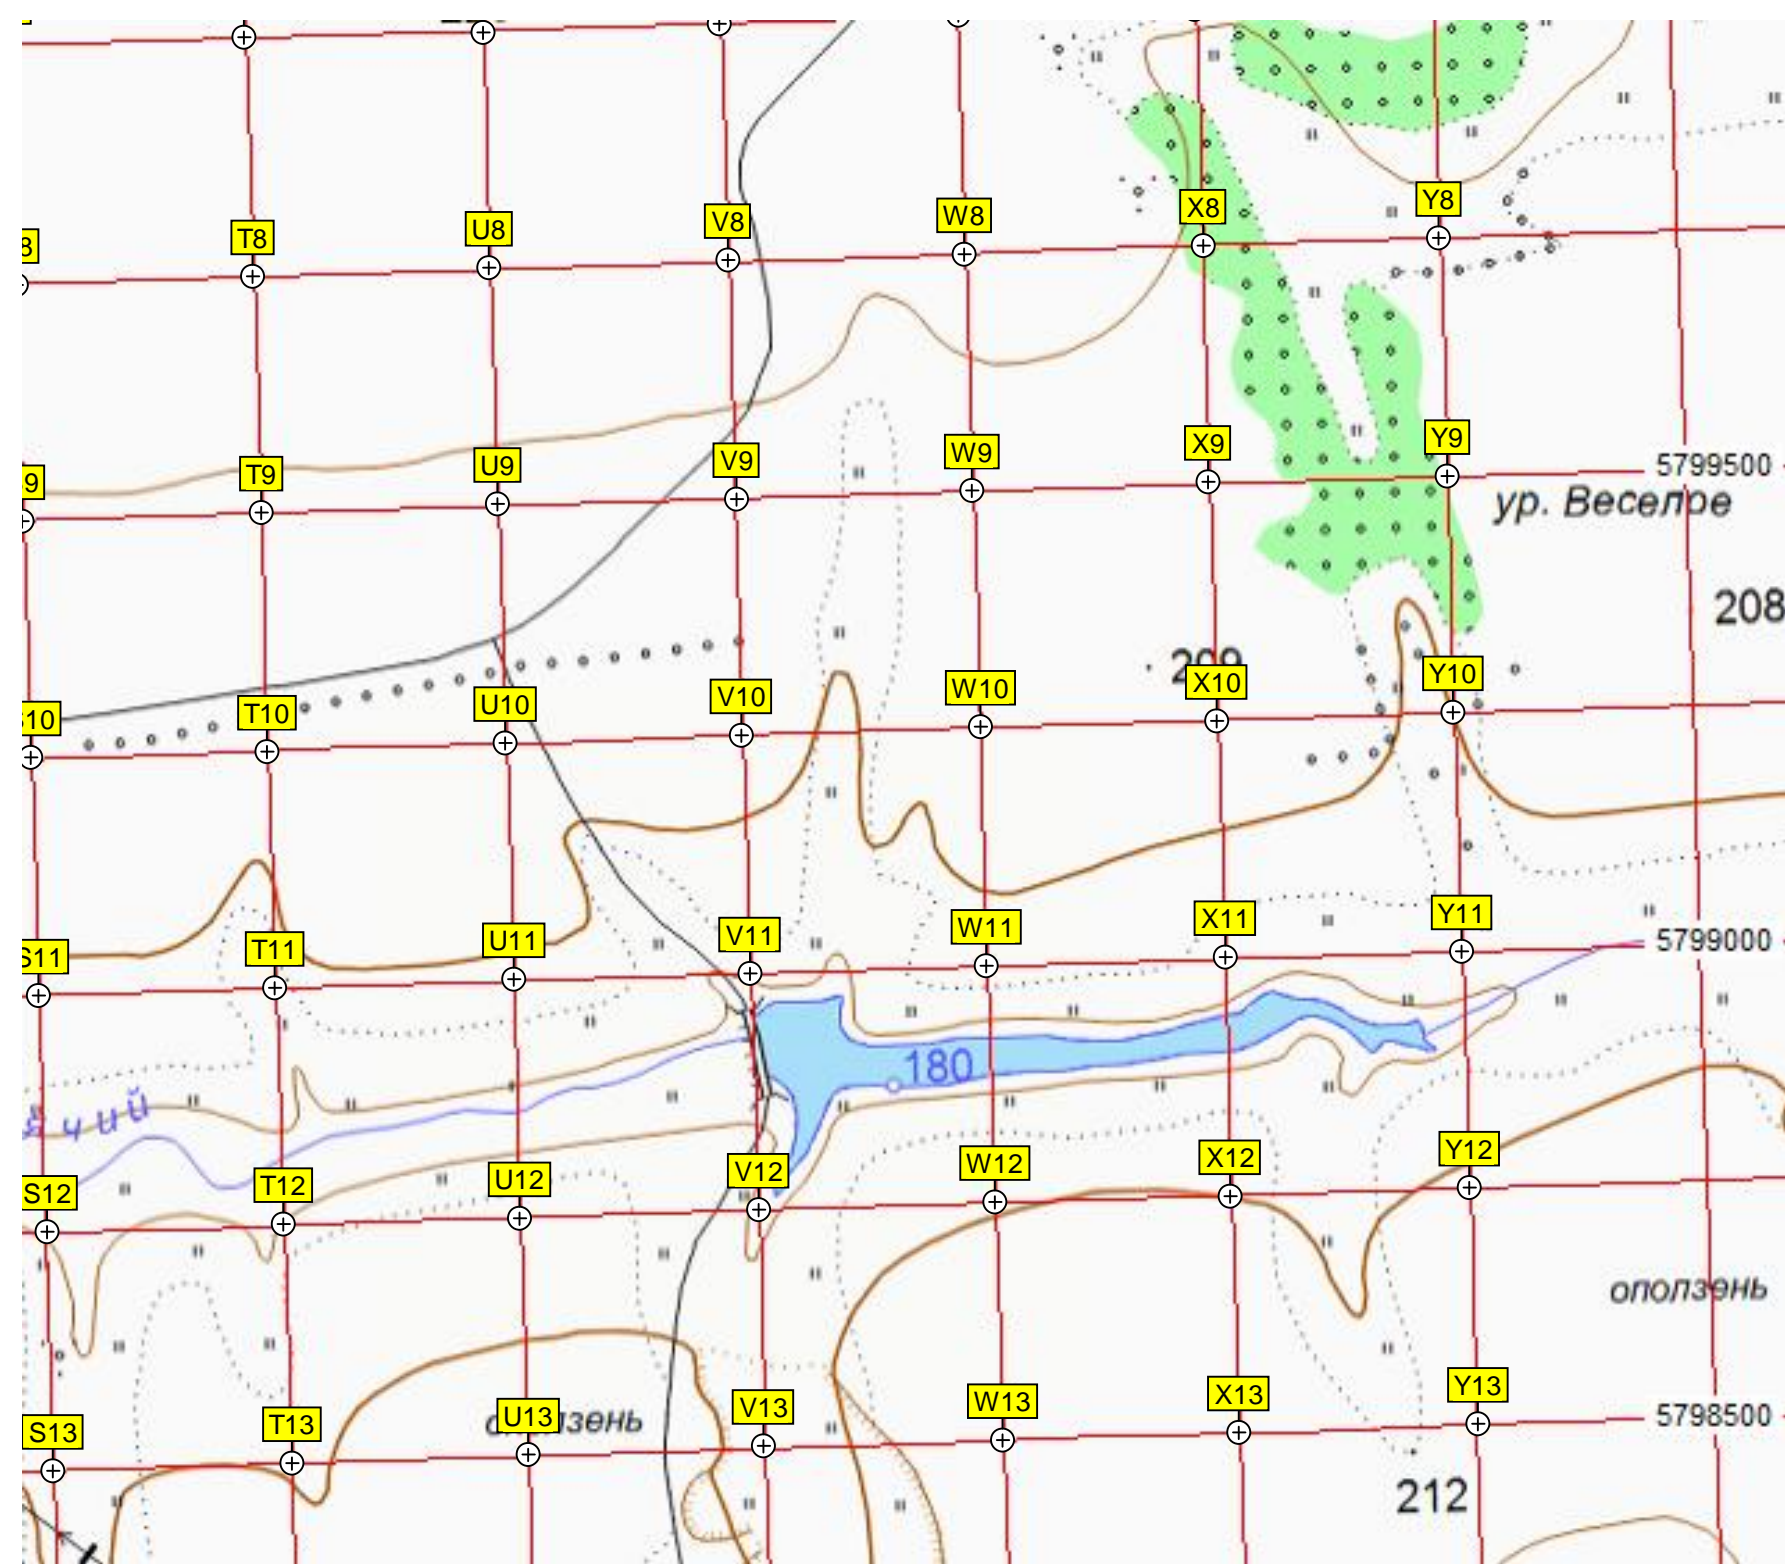 T8 U8 V8 W8 X8 Y8
T9 U9 V9 W9 X9 Y9
5799500
ур. Веселое
208
209
T10 U10 V10 W10 X10 Y10
S11 T11 U11 V11 W11 X11 Y11
5799000
180
чий
S12 T12 U12 V12 W12 X12 Y12
оползень
S13 T13 U13 V13 W13 X13 Y13
5798500
212